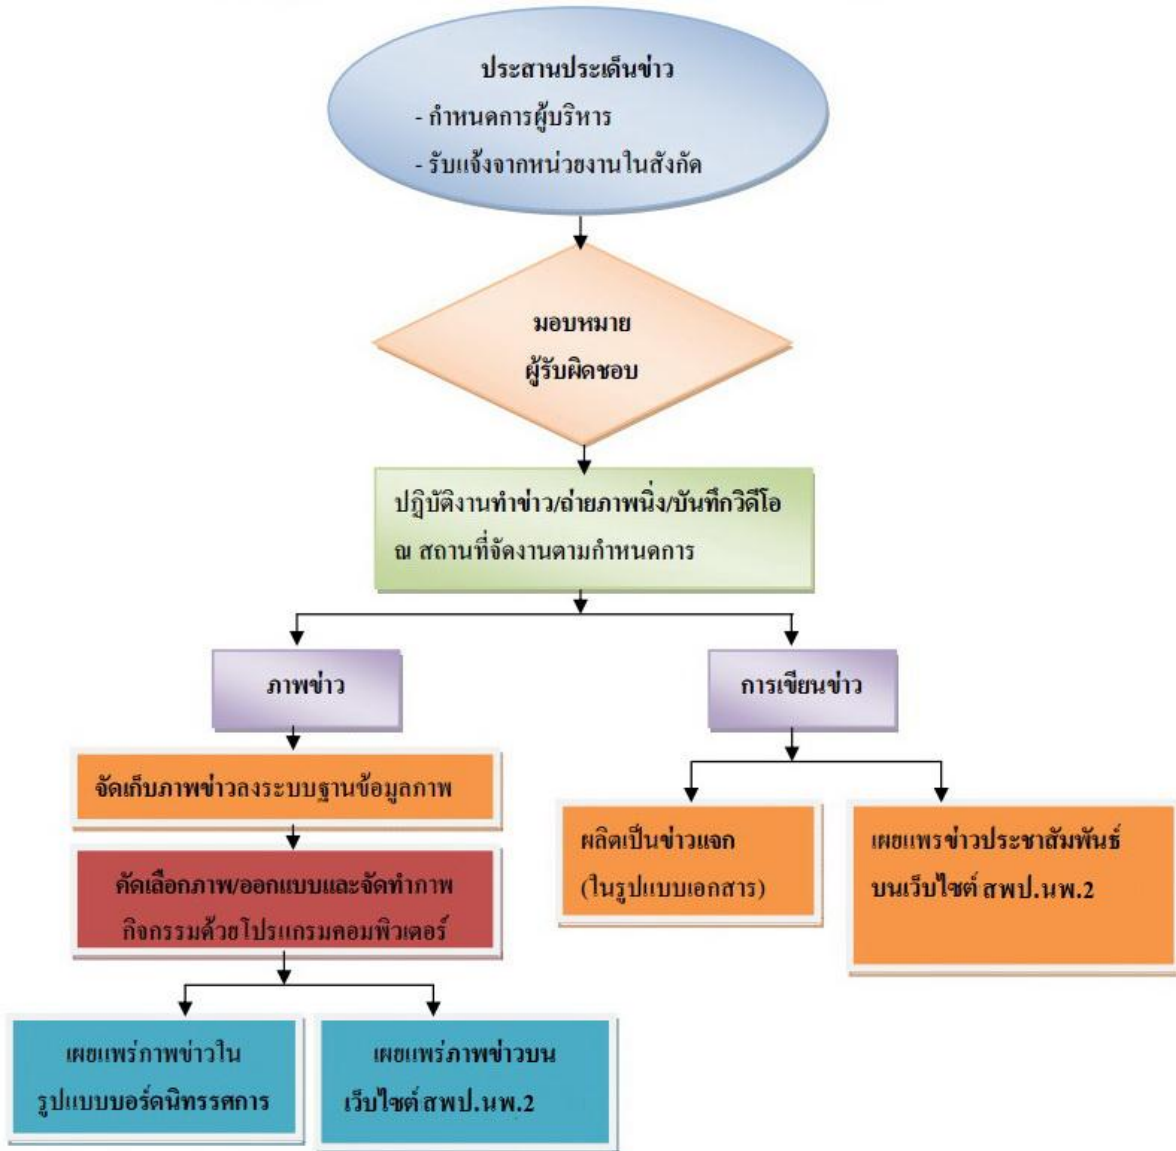 ประสานประเด็นข่าว
- กำหนดการผู้บริหาร
- รับแจ้งจากหน่วยงานในสังกัด
มอบหมาย
ผู้รับผิดชอบ
ปฏิบัติงานทำข่าว/ถ่ายภาพนิ่ง/บันทึกวิดีโอ
ณ สถานที่จัดงานตามกำหนดการ
ภาพข่าว
การเขียนข่าว
จัดเก็บภาพข่าวลงระบบฐานข้อมูลภาพ
คัดเลือกภาพ/ออกแบบและจัดทำภาพ
กิจกรรมด้วยโปรแกรมคอมพิวเตอร์
ผลิตเป็นข่าวแจก
(ในรูปแบบเอกสาร)
เผยแพรข่าวประชาสัมพันธ์
บนเว็บไซต์ สพป.นพ.2
เผยแพร่ภาพข่าวใน
รูปแบบบอร์ดนิทรรศการ
เผยแพร่ภาพข่าวบน
เว็บไซต์ สพป.นพ.2